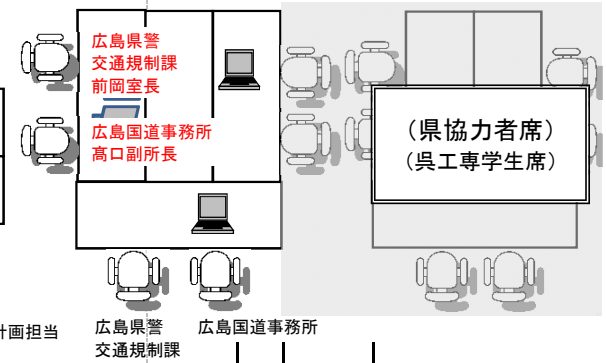 広島県警
交通規制課
前岡室長
広島国道事務所
髙口副所長
（県協力者席）
（呉工専学生席）
計画担当
広島県警
交通規制課
広島国道事務所